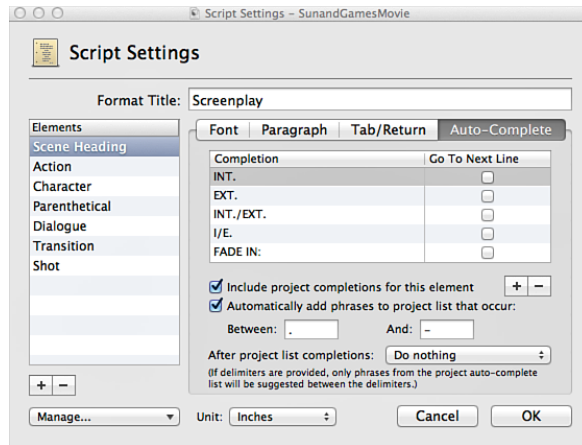 Script Settings – SunandGamesMovie
Script Settings
Format Title: Screenplay
Elements
Scene Heading
Action
Character
Parenthetical
Dialogue
Transition
Shot
Font Paragraph Tab/Return Auto-Complete
Completion Go To Next Line
INT.
EXT.
INT./EXT.
I/E.
FADE IN:
Include project completions for this element + −
Automatically add phrases to project list that occur:
Between: . And: –
After project list completions: Do nothing
(If delimiters are provided, only phrases from the project auto-complete
list will be suggested between the delimiters.)
+ −
Manage... Unit: Inches Cancel OK